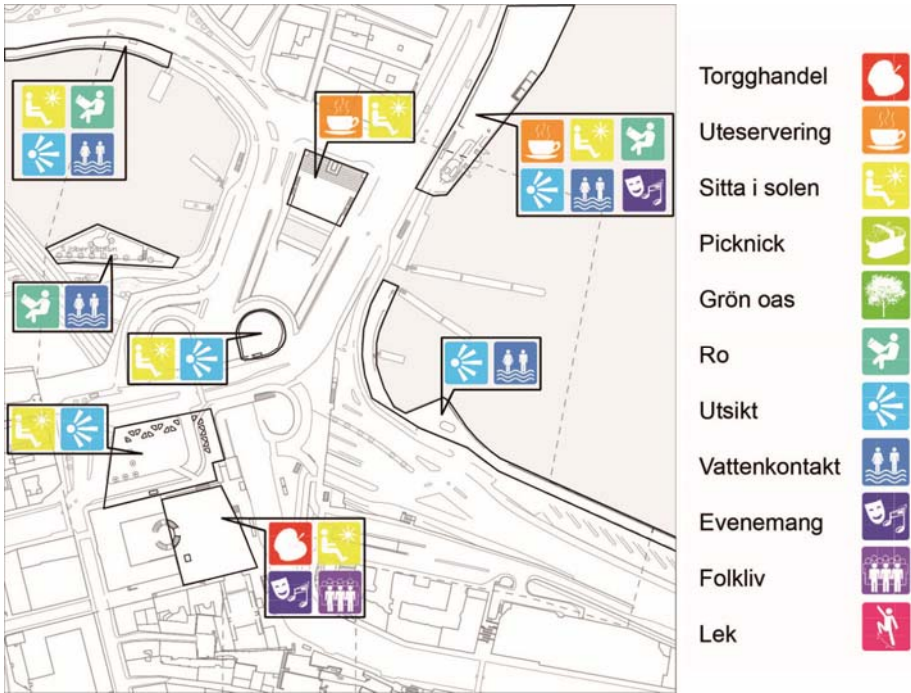 Torgghandel
Uteservering
Sitta i solen
Picknick
Grön oas
Ro
Utsikt
Vattenkontakt
Evenemang
Folkliv
Lek